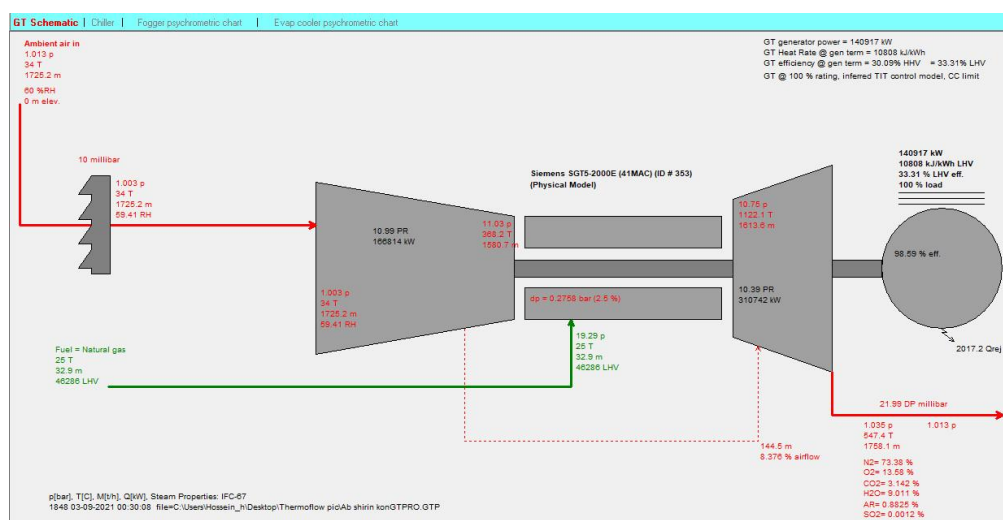 GT Schematic | Chiller | Fogger psychrometric chart | Evap cooler psychrometric chart
Ambient air in
1.013 p
34 T
1725.2 m
60 %RH
0 m elev.
GT generator power = 140917 kW
GT Heat Rate @ gen term = 10808 kJ/kWh
GT efficiency @ gen term = 30.09% HHV = 33.31% LHV
GT @ 100 % rating, inferred TIT control model, CC limit
10 millibar
1.003 p
34 T
1725.2 m
59.41 RH
Siemens SGT5-2000E (41MAC) (ID # 353)
(Physical Model)
140917 kW
10808 kJ/kWh LHV
33.31 % LHV eff.
100 % load
10.99 PR
166814 kW
11.03 p
368.2 T
1580.7 m
10.75 p
1122.1 T
1613.6 m
98.59 % eff.
1.003 p
34 T
1725.2 m
59.41 RH
dp = 0.2758 bar (2.5 %)
10.39 PR
310742 kW
19.29 p
25 T
32.9 m
46286 LHV
Fuel = Natural gas
25 T
32.9 m
46286 LHV
2017.2 Qrej
21.99 DP millibar
1.035 p 1.013 p
547.4 T
1758.1 m
144.5 m
8.376 % airflow
N2= 73.38 %
O2= 13.58 %
CO2= 3.142 %
H2O= 9.011 %
AR= 0.8825 %
SO2= 0.0012 %
p[bar], T[C], M[t/h], Q[kW], Steam Properties: IFC-67
1848 03-09-2021 00:30:08 file=C:\Users\Hossein_h\Desktop\Thermoflow pid\Ab shirin konGTPRO.GTP